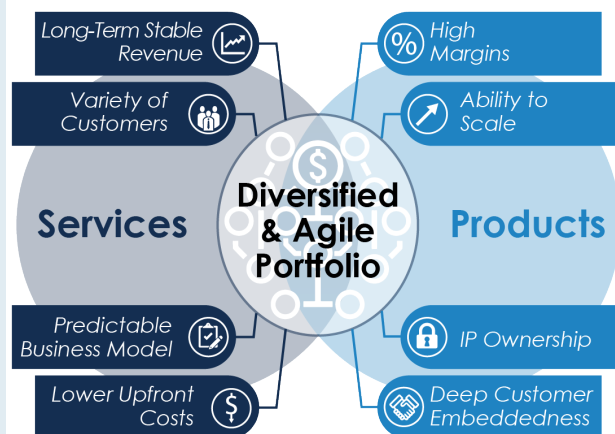 Long-Term Stable
Revenue
Variety of
Customers
High
Margins
%
Ability to
Scale
$
Services
Diversified
& Agile
Portfolio
Products
Predictable
Business Model
Lower Upfront
Costs
$
IP Ownership
Deep Customer
Embeddedness